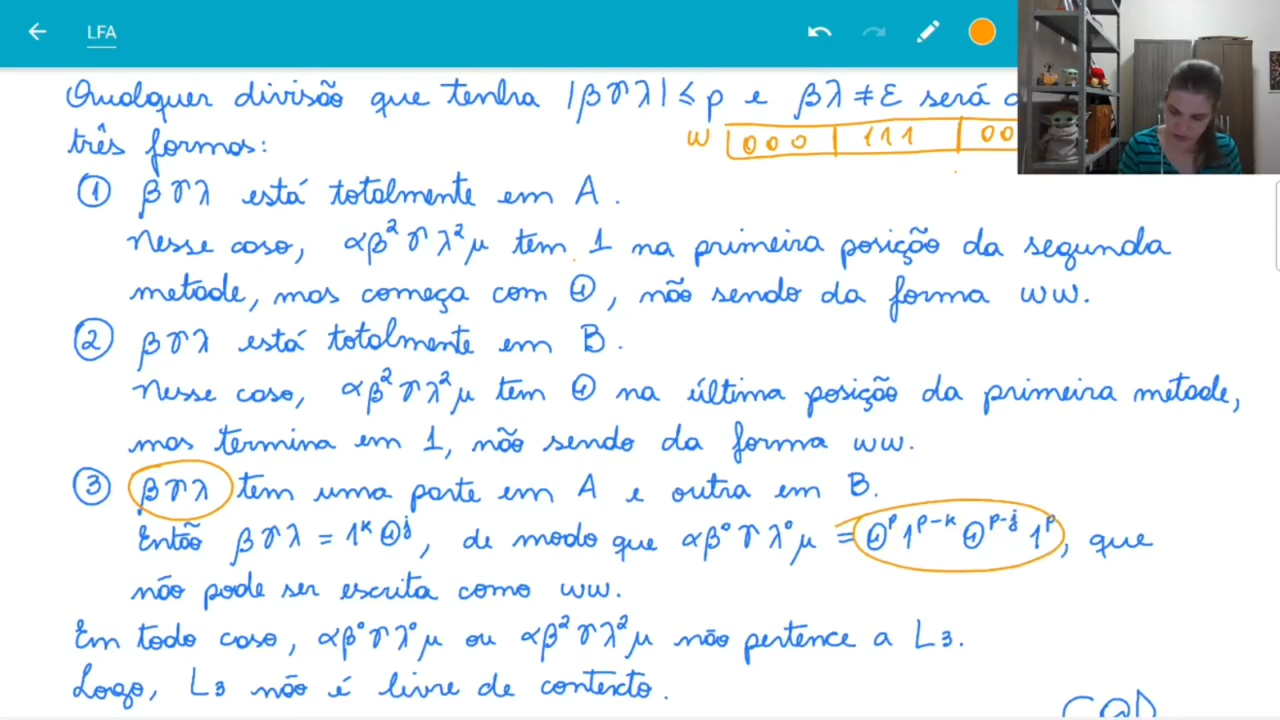 LFA
Qualquer divisão que tenha |βγλ| ≤ p e βλ ≠ ε será
w 000 111 00
três formas:
① βγλ está totalmente em A.
Nesse caso, αβ²γλ²μ tem 1 na primeira posição da segunda
metade, mas começa com 0, não sendo da forma ww.
② βγλ está totalmente em B.
Nesse caso, αβ²γλ²μ tem 0 na última posição da primeira metade,
mas termina em 1, não sendo da forma ww.
③ βγλ tem uma parte em A e outra em B.
Então βγλ = 1ᵏ0ʲ, de modo que αβ⁰γλ⁰μ = 0ᵖ1ᵖ⁻ᵏ0ᵖ⁻ʲ1ᵖ, que
não pode ser escrita como ww.
Em todo caso, αβ⁰γλ⁰μ ou αβ²γλ²μ não pertence a L₃.
Logo, L₃ não é livre de contexto.